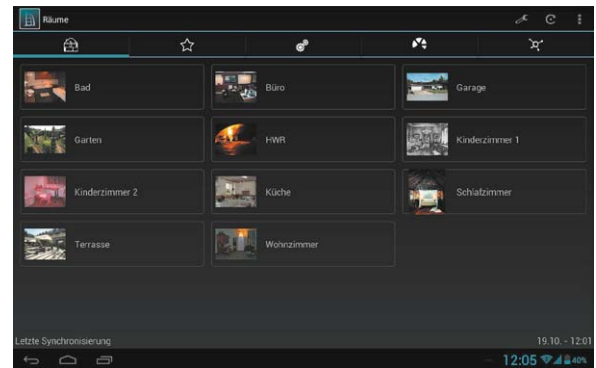 Räume
Bad
Büro
Garage
Garten
HWR
Kinderzimmer 1
Kinderzimmer 2
Küche
Schlafzimmer
Terrasse
Wohnzimmer
Letzte Synchronisierung
19.10. - 12:01
12:05
40%